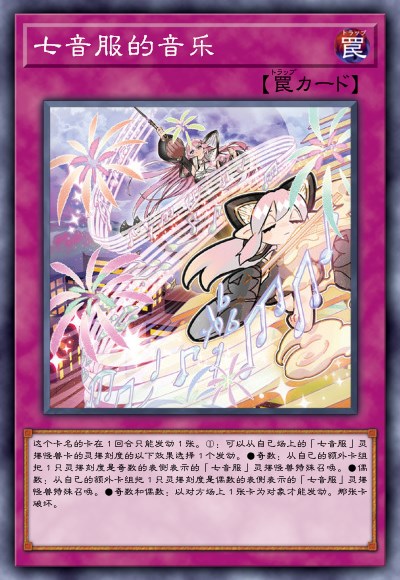 七音服的音乐
トラップ
罠
トラップ
【罠カード】
这个卡名的卡在1回合只能发动1张。①：可以从自己场上的「七音服」灵
摆怪兽卡的灵摆刻度的以下效果选择1个发动。●奇数：从自己的额外卡组
把1只灵摆刻度是奇数的表侧表示的「七音服」灵摆怪兽特殊召唤。●偶
数：从自己的额外卡组把1只灵摆刻度是偶数的表侧表示的「七音服」灵摆
怪兽特殊召唤。●奇数和偶数：以对方场上1张卡为对象才能发动。那张卡
破坏。